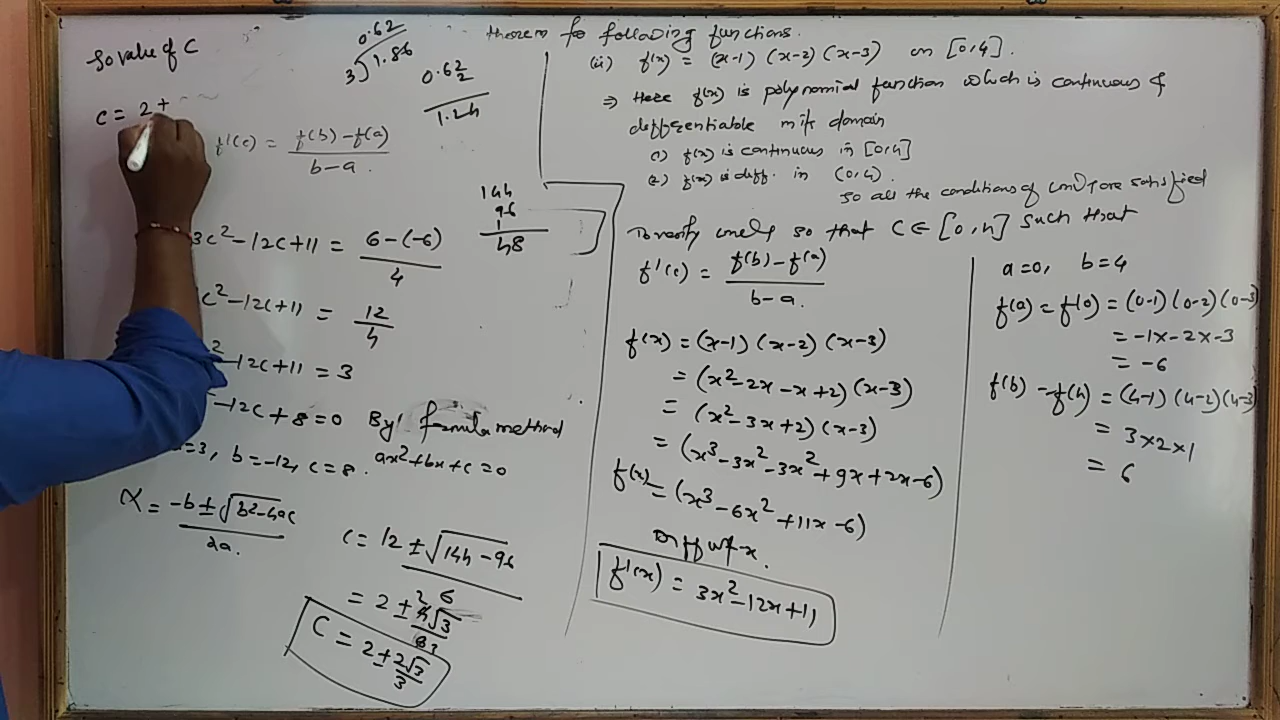 So value of C
c = 2 +
0.62
3) 1.86
0.62
2
1.24
f'(c) = f(b) - f(a)
b - a.
144
96
48
3c² - 12c + 11 = 6 - (-6)
4
c² - 12c + 11 = 12
4
² - 12c + 11 = 3
- 12c + 8 = 0 By formula method
=3, b = -12, c = 8. ax² + bx + c = 0
x = -b ± √b² - 4ac
2a.
c = 12 ± √144 - 96
6
= 2 ± 4√3
C = 2 ± 2√3
3
theorem for following functions.
f(x) = (x-1) (x-2) (x-3) on [0,4].
⇒ Here f(x) is polynomial function which is continuous &
differentiable in its domain
(1) f(x) is continuous in [0,4]
(2) f(x) is diff. in (0,4).
so all the conditions of are satisfied
To verify so that C ∈ [0,4] such that
f'(c) = f(b) - f(a)
b - a.
f(x) = (x-1) (x-2) (x-3)
= (x² - 2x - x + 2) (x-3)
= (x² - 3x + 2) (x-3)
= (x³ - 3x² - 3x² + 9x + 2x - 6)
f(x) = (x³ - 6x² + 11x - 6)
Diff w.r.t x.
f'(x) = 3x² - 12x + 11
a = 0, b = 4
f(a) = f(0) = (0-1) (0-2) (0-3)
= -1 x -2 x -3
= -6
f(b) = f(4) = (4-1) (4-2) (4-3)
= 3 x 2 x 1
= 6